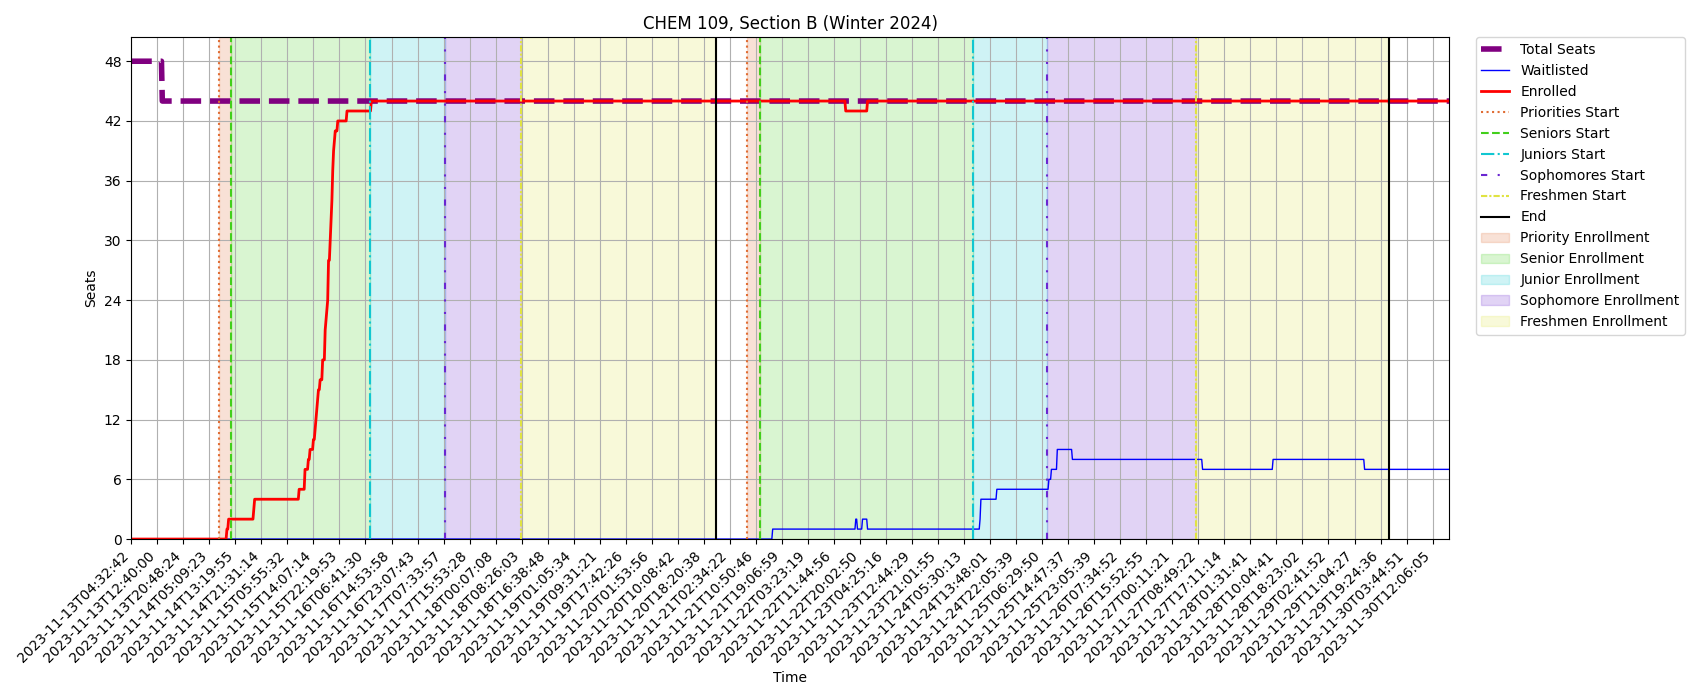 CHEM 109, Section B (Winter 2024)
Seats
48
42
36
30
24
18
12
6
0
2023-11-13T04:32:42
2023-11-13T12:40:00
2023-11-13T20:48:24
2023-11-14T05:09:23
2023-11-14T13:19:55
2023-11-14T21:31:14
2023-11-15T05:55:32
2023-11-15T14:07:14
2023-11-15T22:19:53
2023-11-16T06:41:30
2023-11-16T14:53:58
2023-11-16T23:07:43
2023-11-17T07:33:57
2023-11-17T15:53:28
2023-11-18T00:07:08
2023-11-18T08:26:03
2023-11-18T16:38:48
2023-11-19T01:05:34
2023-11-19T09:31:21
2023-11-19T17:42:26
2023-11-20T01:53:56
2023-11-20T10:08:42
2023-11-20T18:20:38
2023-11-21T02:34:22
2023-11-21T10:50:46
2023-11-21T19:06:59
2023-11-22T03:23:19
2023-11-22T11:44:56
2023-11-22T20:02:50
2023-11-23T04:25:16
2023-11-23T12:44:29
2023-11-23T21:01:55
2023-11-24T05:30:13
2023-11-24T13:48:01
2023-11-24T22:05:39
2023-11-25T06:29:50
2023-11-25T14:47:37
2023-11-25T23:05:39
2023-11-26T07:34:52
2023-11-26T15:52:55
2023-11-27T00:11:21
2023-11-27T08:49:22
2023-11-27T17:11:14
2023-11-28T01:31:41
2023-11-28T10:04:41
2023-11-28T18:23:02
2023-11-29T02:41:52
2023-11-29T11:04:27
2023-11-29T19:24:36
2023-11-30T03:44:51
2023-11-30T12:06:05
Time
Total Seats
Waitlisted
Enrolled
Priorities Start
Seniors Start
Juniors Start
Sophomores Start
Freshmen Start
End
Priority Enrollment
Senior Enrollment
Junior Enrollment
Sophomore Enrollment
Freshmen Enrollment